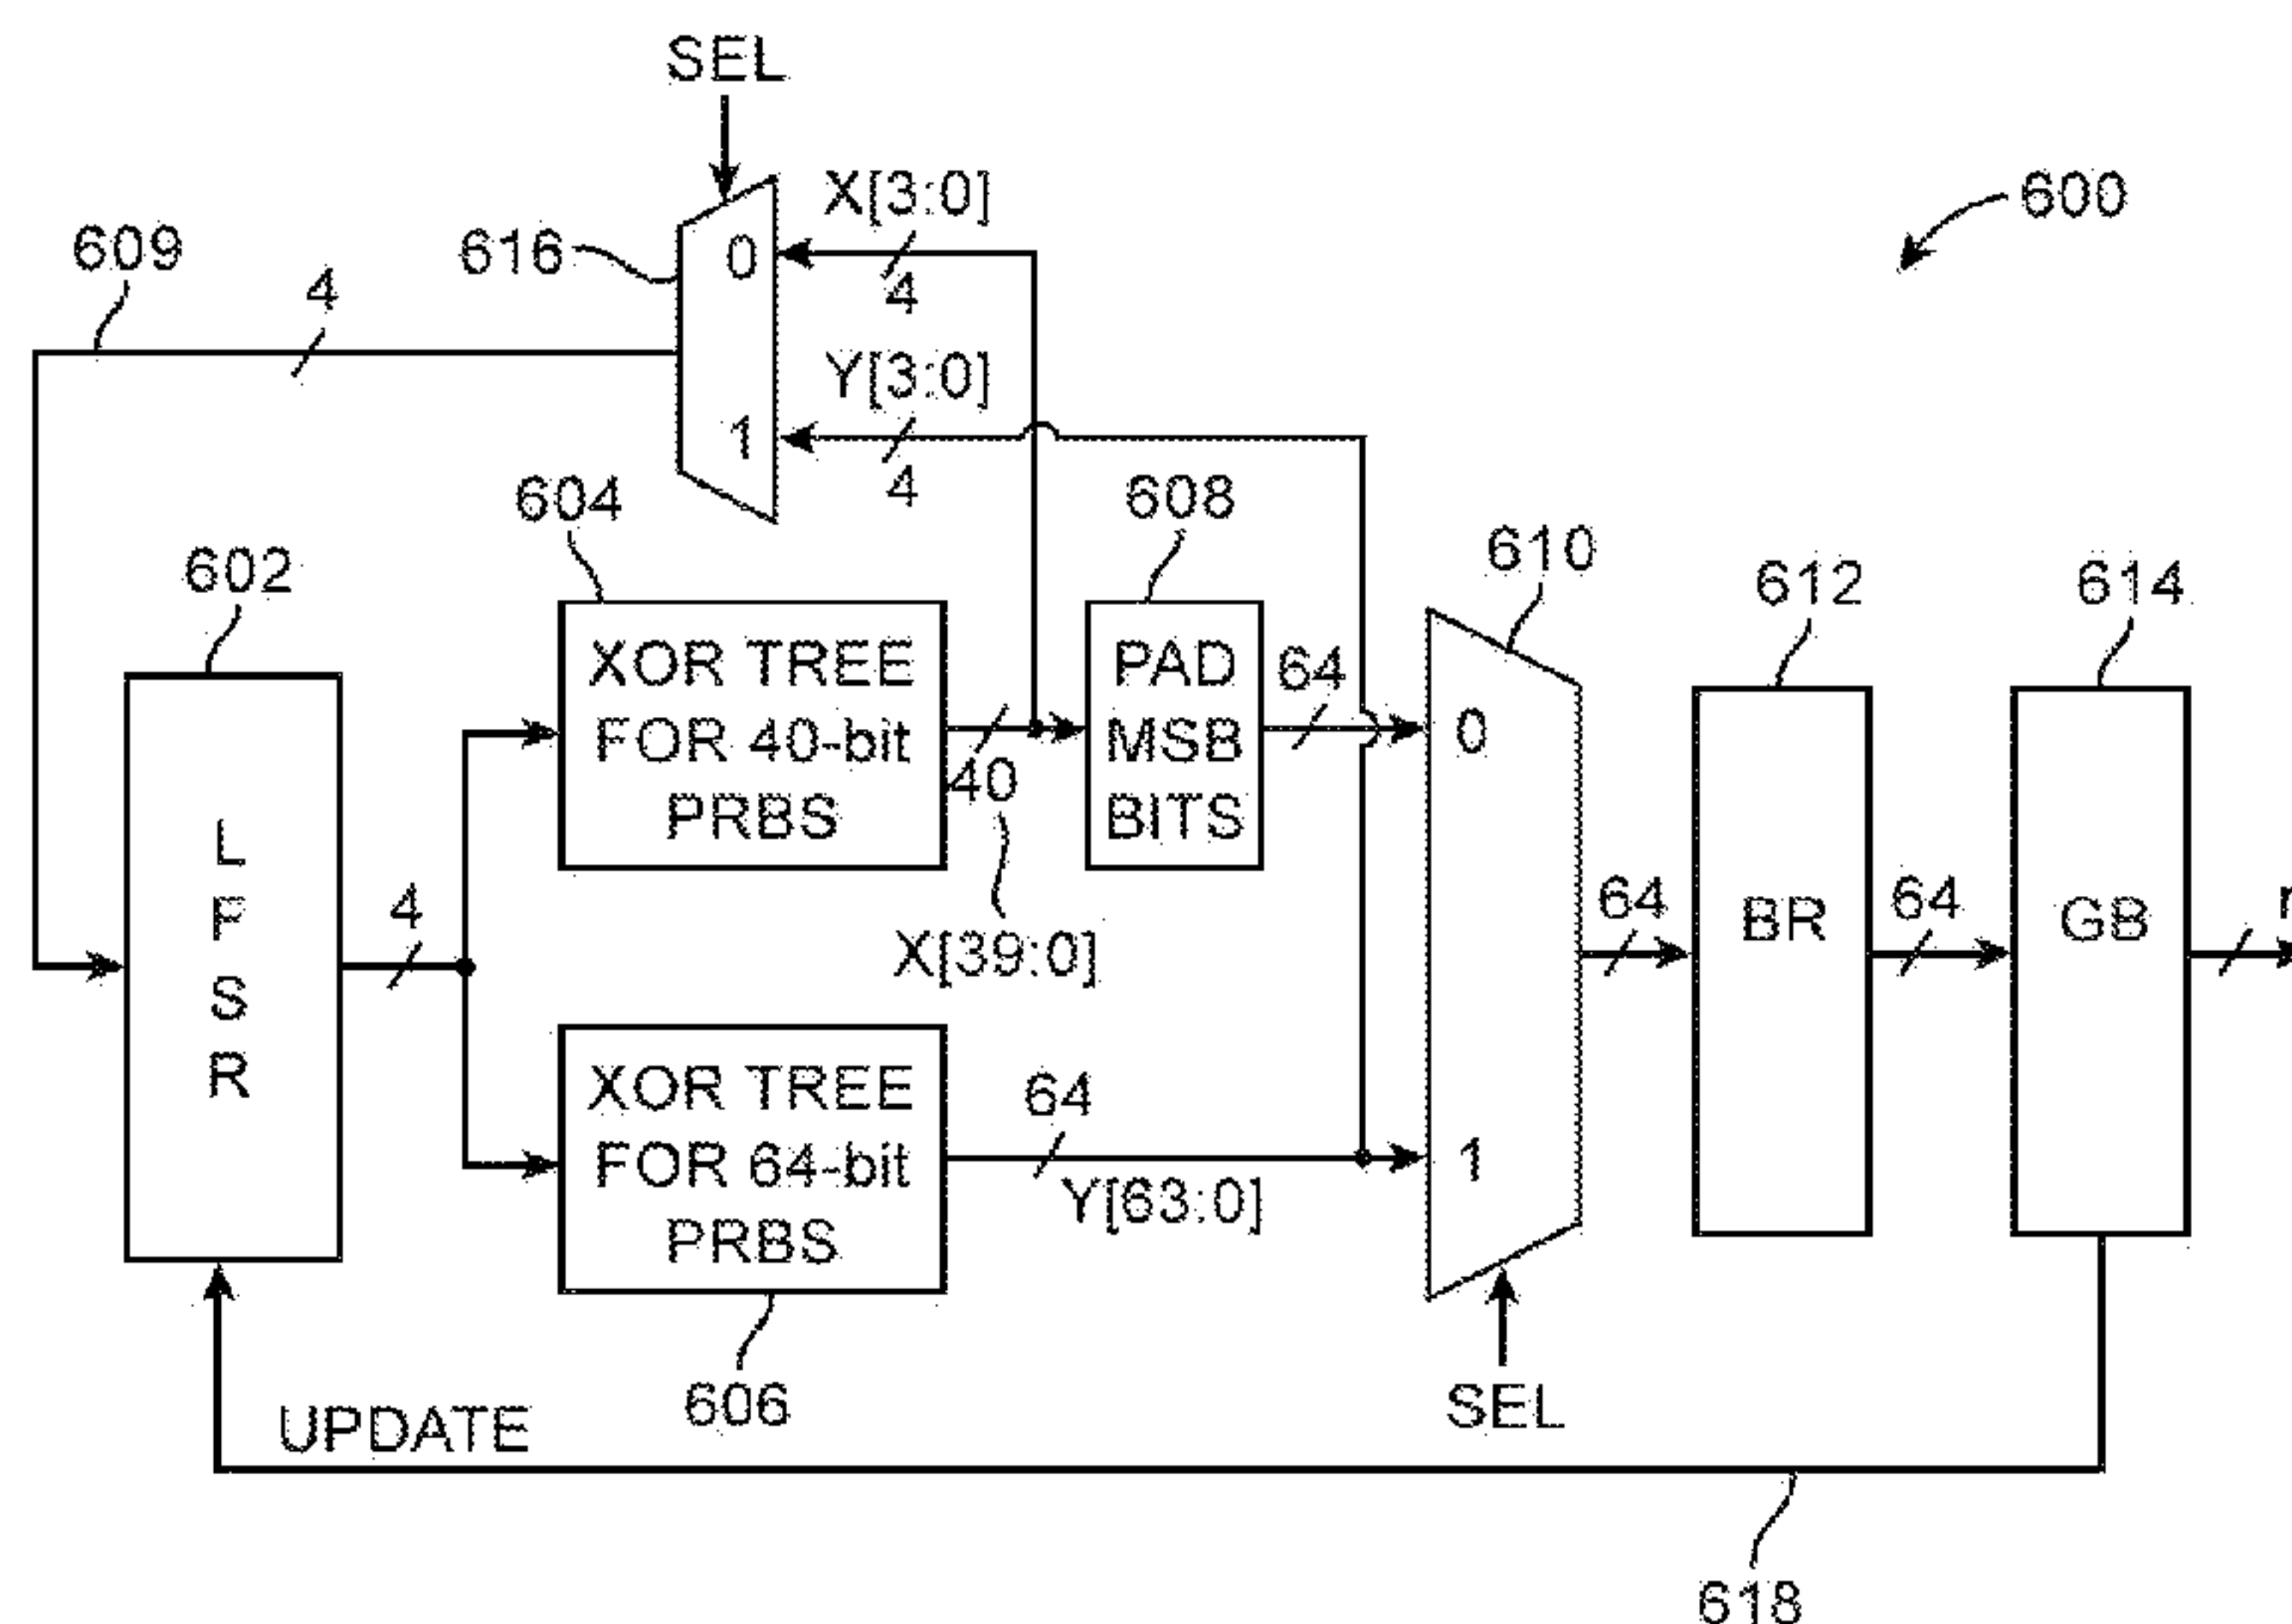 SEL
X[3:0]
600
609
616
0
4
4
Y[3:0]
1
4
604
608
610
612
614
602
XOR TREE
FOR 40-bit
PRBS
40
X[39:0]
PAD
MSB
BITS
64
0
L
F
S
R
4
64
BR
64
GB
XOR TREE
FOR 64-bit
PRBS
64
Y[63:0]
1
606
SEL
UPDATE
618